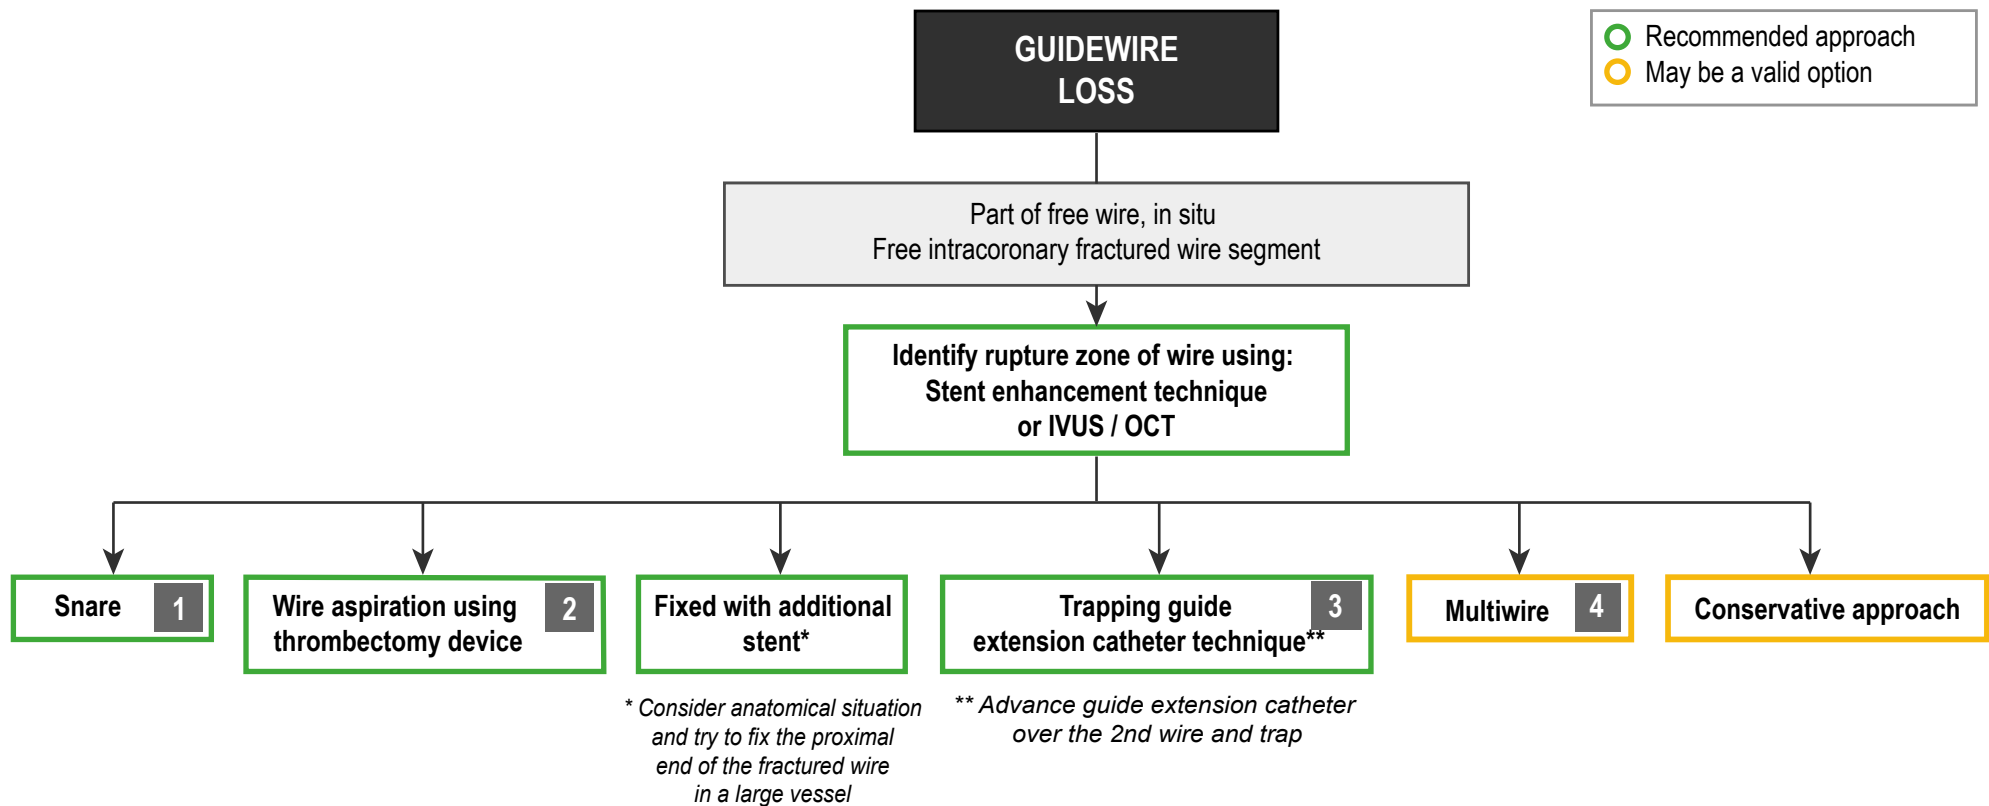 GUIDEWIRE
LOSS
Recommended approach
May be a valid option
Part of free wire, in situ
Free intracoronary fractured wire segment
Identify rupture zone of wire using:
Stent enhancement technique
or IVUS / OCT
Snare 1
Wire aspiration using
thrombectomy device
2
Fixed with additional
stent*
Trapping guide
extension catheter technique**
3
Multiwire 4
Conservative approach
* Consider anatomical situation
and try to fix the proximal
end of the fractured wire
in a large vessel
** Advance guide extension catheter
over the 2nd wire and trap